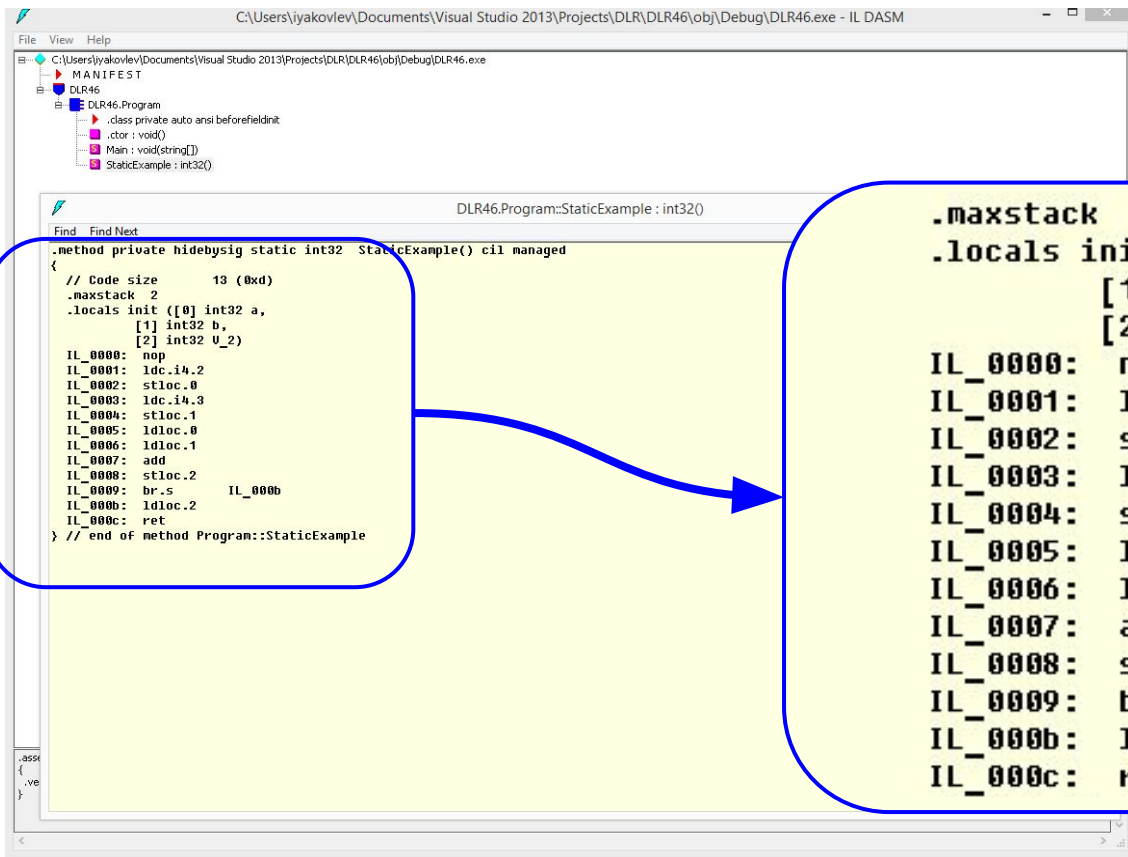 C:\Users\iyakovlev\Documents\Visual Studio 2013\Projects\DLR\DLR46\obj\Debug\DLR46.exe - IL DASM
File View Help
C:\Users\iyakovlev\Documents\Visual Studio 2013\Projects\DLR\DLR46\obj\Debug\DLR46.exe
MANIFEST
DLR46
DLR46.Program
.class private auto ansi beforefieldinit
.ctor : void()
Main : void(string[])
StaticExample : int32()
DLR46.Program::StaticExample : int32()
Find Find Next
.method private hidebysig static int32  StaticExample() cil managed
{
// Code size       13 (0xd)
.maxstack  2
.locals init ([0] int32 a,
[1] int32 b,
[2] int32 V_2)
IL_0000:  nop
IL_0001:  ldc.i4.2
IL_0002:  stloc.0
IL_0003:  ldc.i4.3
IL_0004:  stloc.1
IL_0005:  ldloc.0
IL_0006:  ldloc.1
IL_0007:  add
IL_0008:  stloc.2
IL_0009:  br.s       IL_000b
IL_000b:  ldloc.2
IL_000c:  ret
} // end of method Program::StaticExample
.maxstack
.locals ini
[1
[2
IL_0000:
IL_0001:
IL_0002:
IL_0003:
IL_0004:
IL_0005:
IL_0006:
IL_0007:
IL_0008:
IL_0009:
IL_000b:
IL_000c:
.asse
{
.ve
}